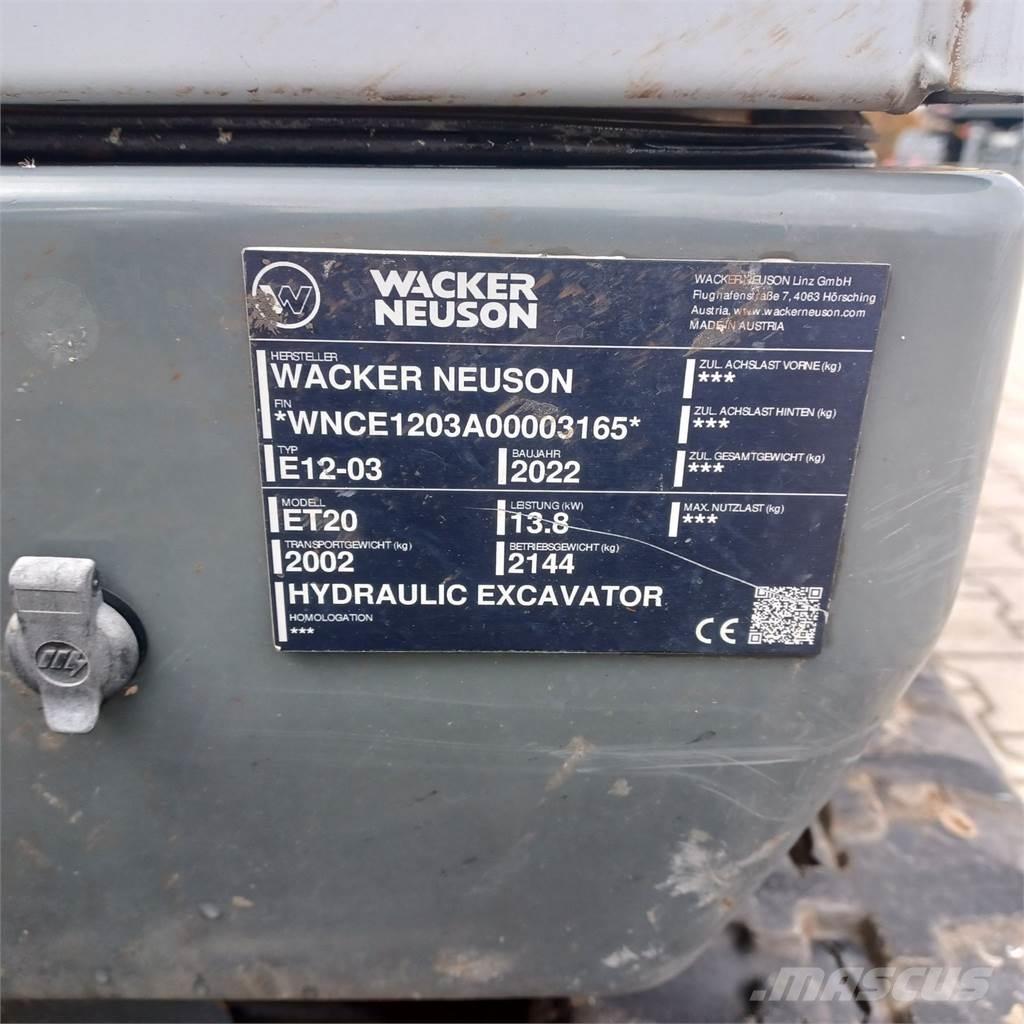 W
WACKER
NEUSON
WACKER NEUSON Linz GmbH
Flughafenstraße 7, 4063 Hörsching
Austria, www.wackerneuson.com
MADE IN AUSTRIA
HERSTELLER
WACKER NEUSON
ZUL. ACHSLAST VORNE (kg)
***
FIN
*WNCE1203A00003165*
ZUL. ACHSLAST HINTEN (kg)
***
TYP
E12-03
BAUJAHR
2022
ZUL. GESAMTGEWICHT (kg)
***
MODELL
ET20
LEISTUNG (kW)
13.8
MAX. NUTZLAST (kg)
***
TRANSPORTGEWICHT (kg)
2002
BETRIEBSGEWICHT (kg)
2144
HYDRAULIC EXCAVATOR
HOMOLOGATION
***
CE
MASCUS